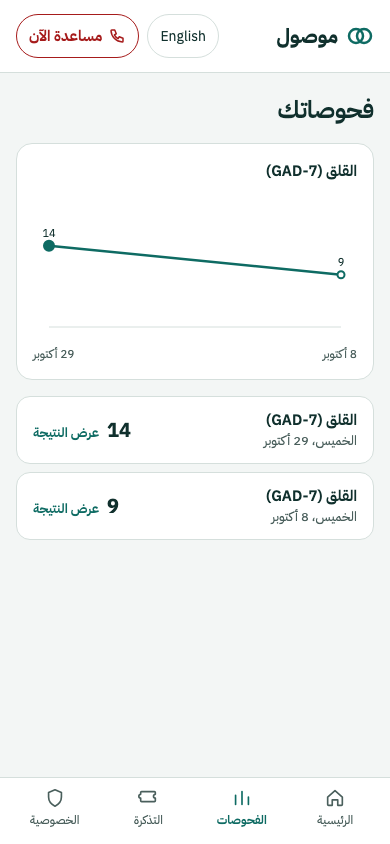 موصول
English
مساعدة الآن
فحوصاتك
القلق (GAD-7)
14
9
8 أكتوبر
29 أكتوبر
القلق (GAD-7)
الخميس، 29 أكتوبر
14 عرض النتيجة
القلق (GAD-7)
الخميس، 8 أكتوبر
9 عرض النتيجة
الرئيسية
الفحوصات
التذكرة
الخصوصية